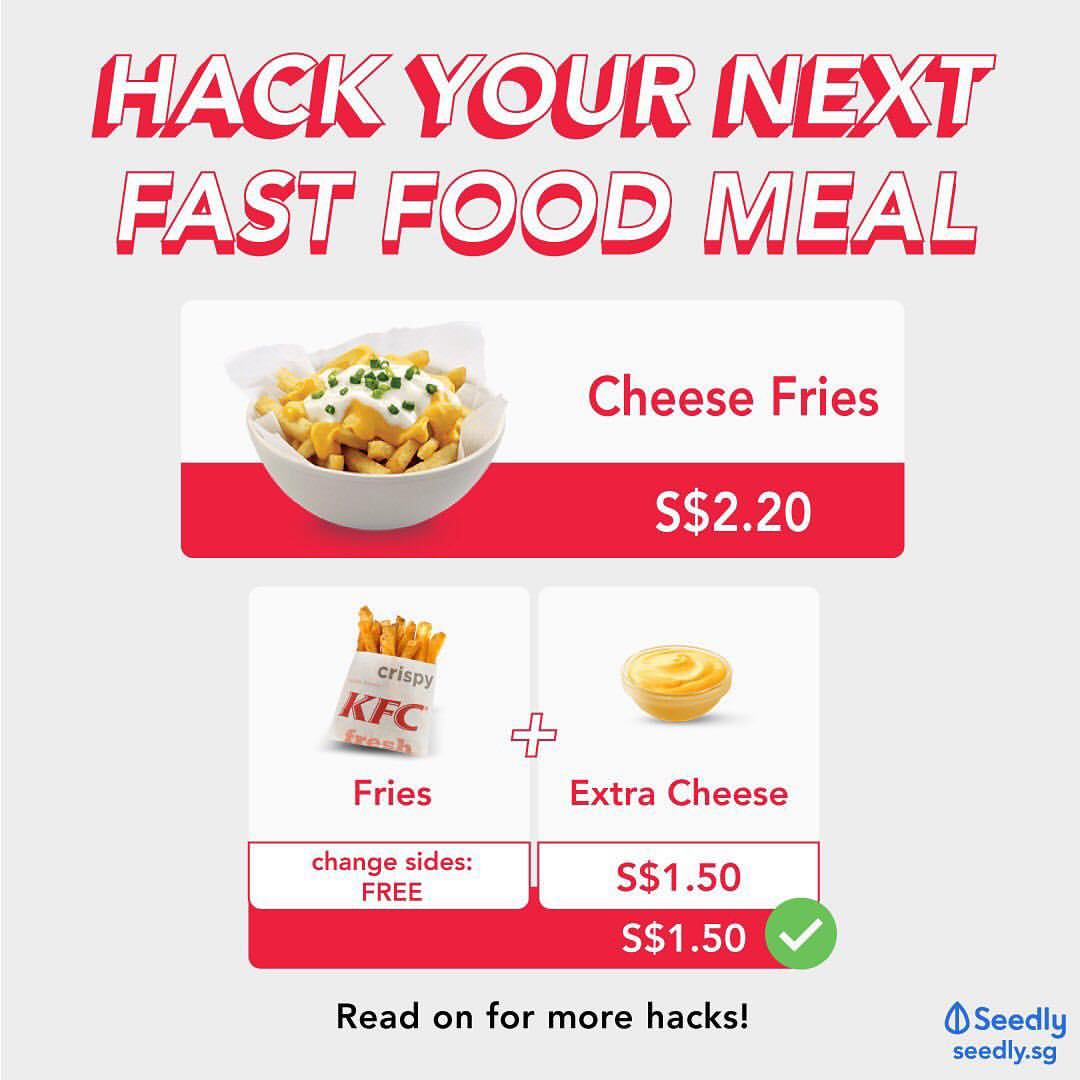 HACK YOUR NEXT
FAST FOOD MEAL
Cheese Fries
S$2.20
crispy
KFC
fresh
+
Fries
Extra Cheese
change sides:
FREE
S$1.50
S$1.50
Read on for more hacks!
Seedly
seedly.sg